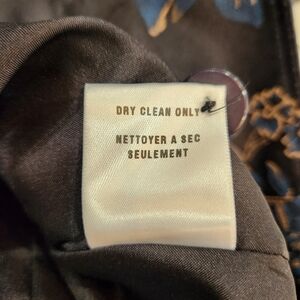 DRY CLEAN ONLY
NETTOYER A SEC
SEULEMENT